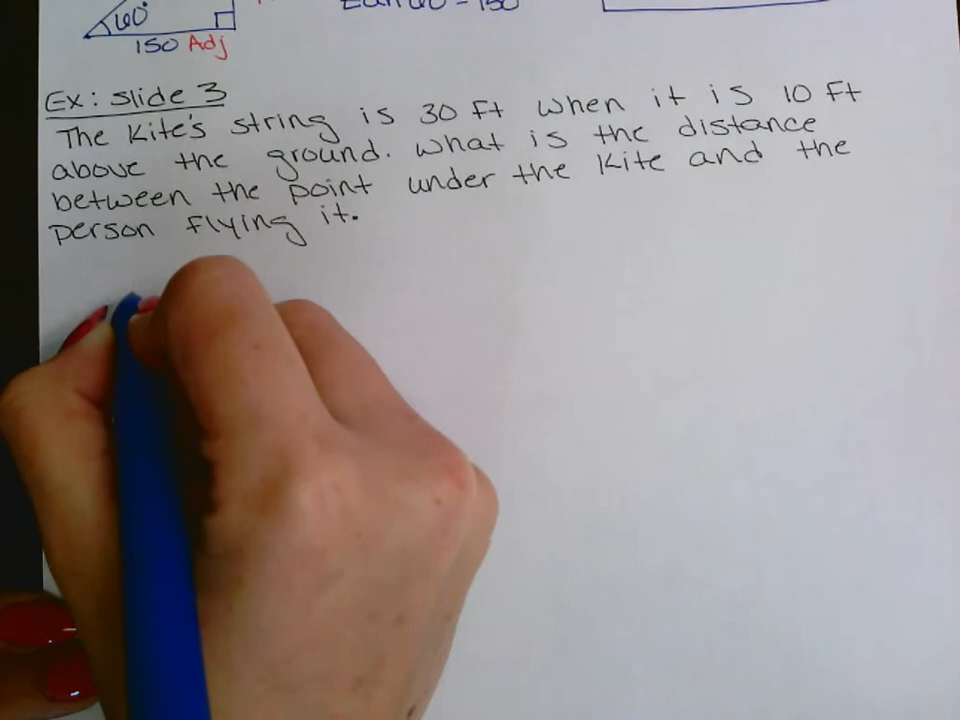 60°
150 Adj
Ex: Slide 3
The Kite's string is 30 Ft when it is 10 Ft
above the ground. What is the distance
between the point under the Kite and the
person flying it.